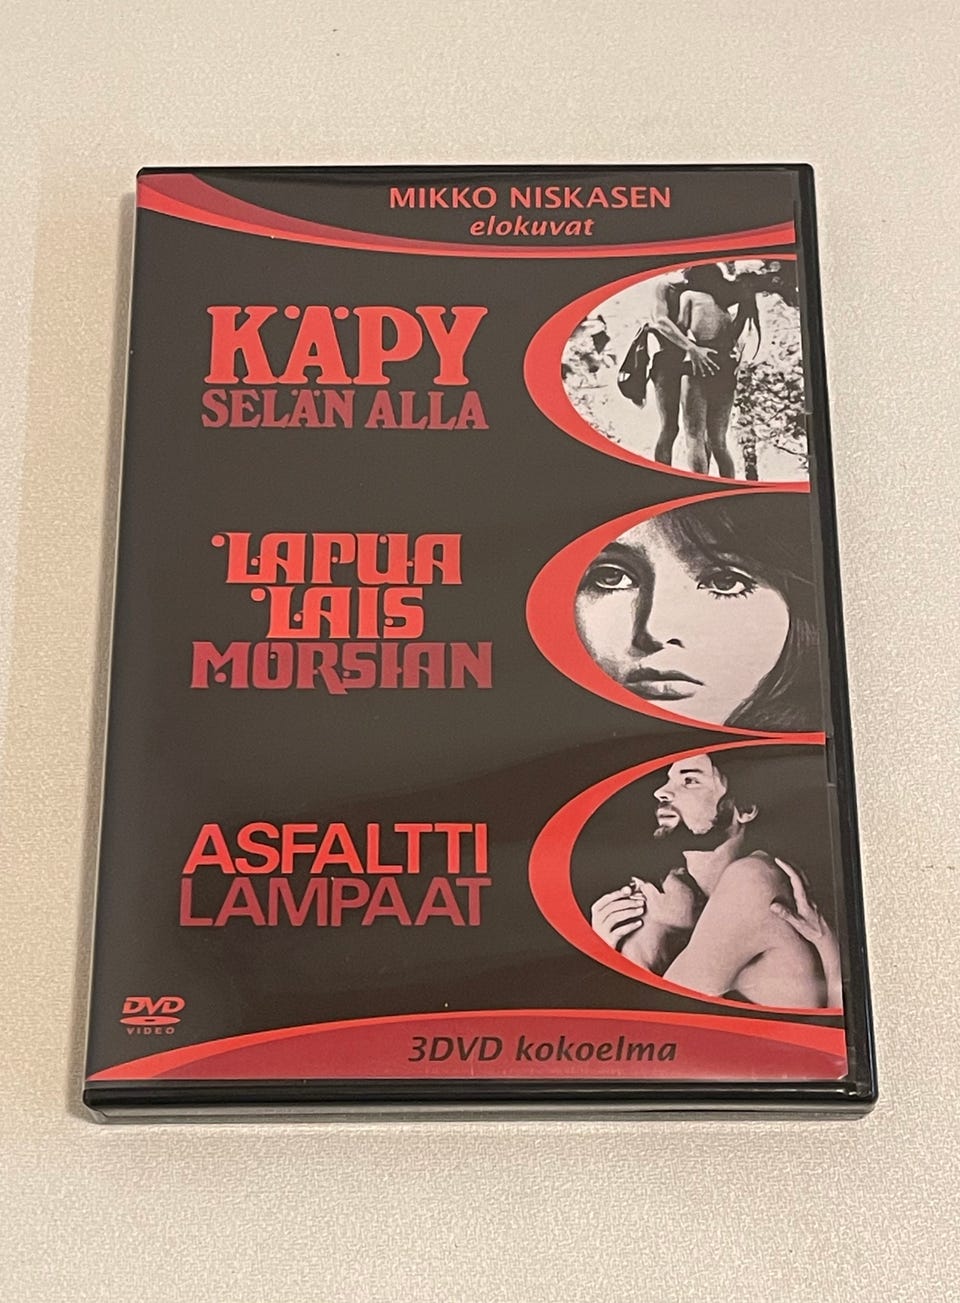 MIKKO NISKASEN
elokuvat
KÄPY
SELÄN ALLA
LAPUA
LAIS
MORSIAN
ASFALTTI
LAMPAAT
DVD
VIDEO
3DVD kokoelma